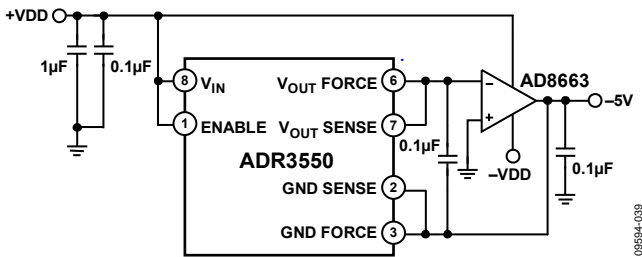 +VDD
1µF
0.1µF
8
VIN
VOUT FORCE
6
AD8663
–
+
–5V
1
ENABLE
VOUT SENSE
7
0.1µF
–VDD
0.1µF
ADR3550
GND SENSE
2
GND FORCE
3
09594-039